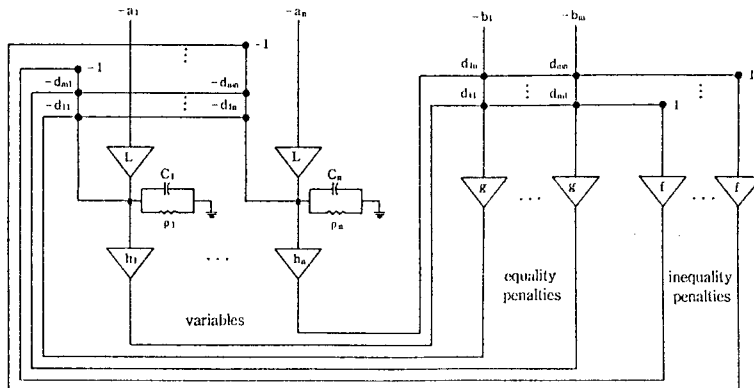 -a₁ -aₙ -b₁ -bₘ
-1 ⋮ -1 ⋮
-dₘ₁ ⋮ -dₘₙ d₁ₙ dₘₙ 1
-d₁₁ -d₁ₙ d₁₁ dₘ₁ 1
L L
C₁ Cₙ
g ... g f ... f
ρ₁ ρₙ
h₁ ... hₙ
equality
penalties
inequality
penalties
variables